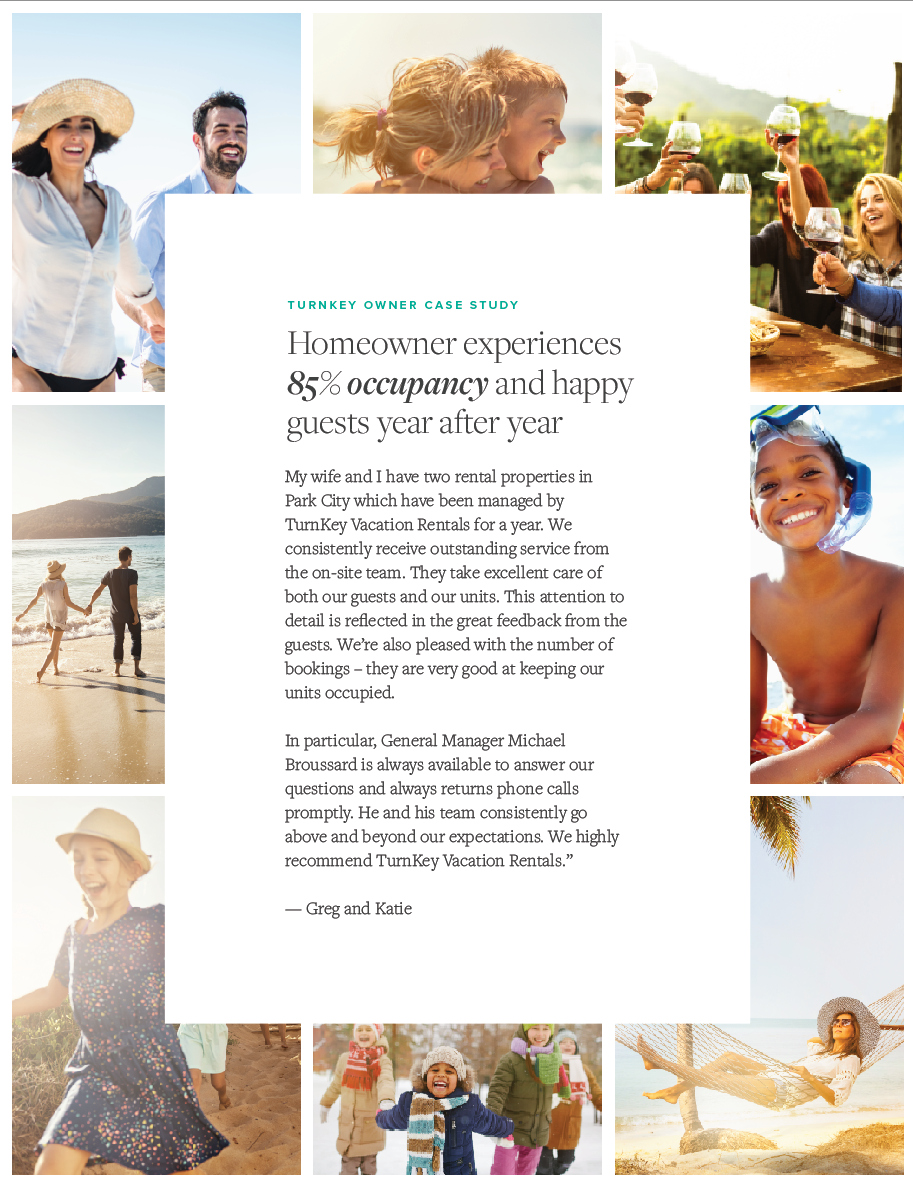 TURNKEY OWNER CASE STUDY
Homeowner experiences
85% occupancy and happy
guests year after year
My wife and I have two rental properties in
Park City which have been managed by
TurnKey Vacation Rentals for a year. We
consistently receive outstanding service from
the on-site team. They take excellent care of
both our guests and our units. This attention to
detail is reflected in the great feedback from the
guests. We're also pleased with the number of
bookings – they are very good at keeping our
units occupied.
In particular, General Manager Michael
Broussard is always available to answer our
questions and always returns phone calls
promptly. He and his team consistently go
above and beyond our expectations. We highly
recommend TurnKey Vacation Rentals.”
— Greg and Katie